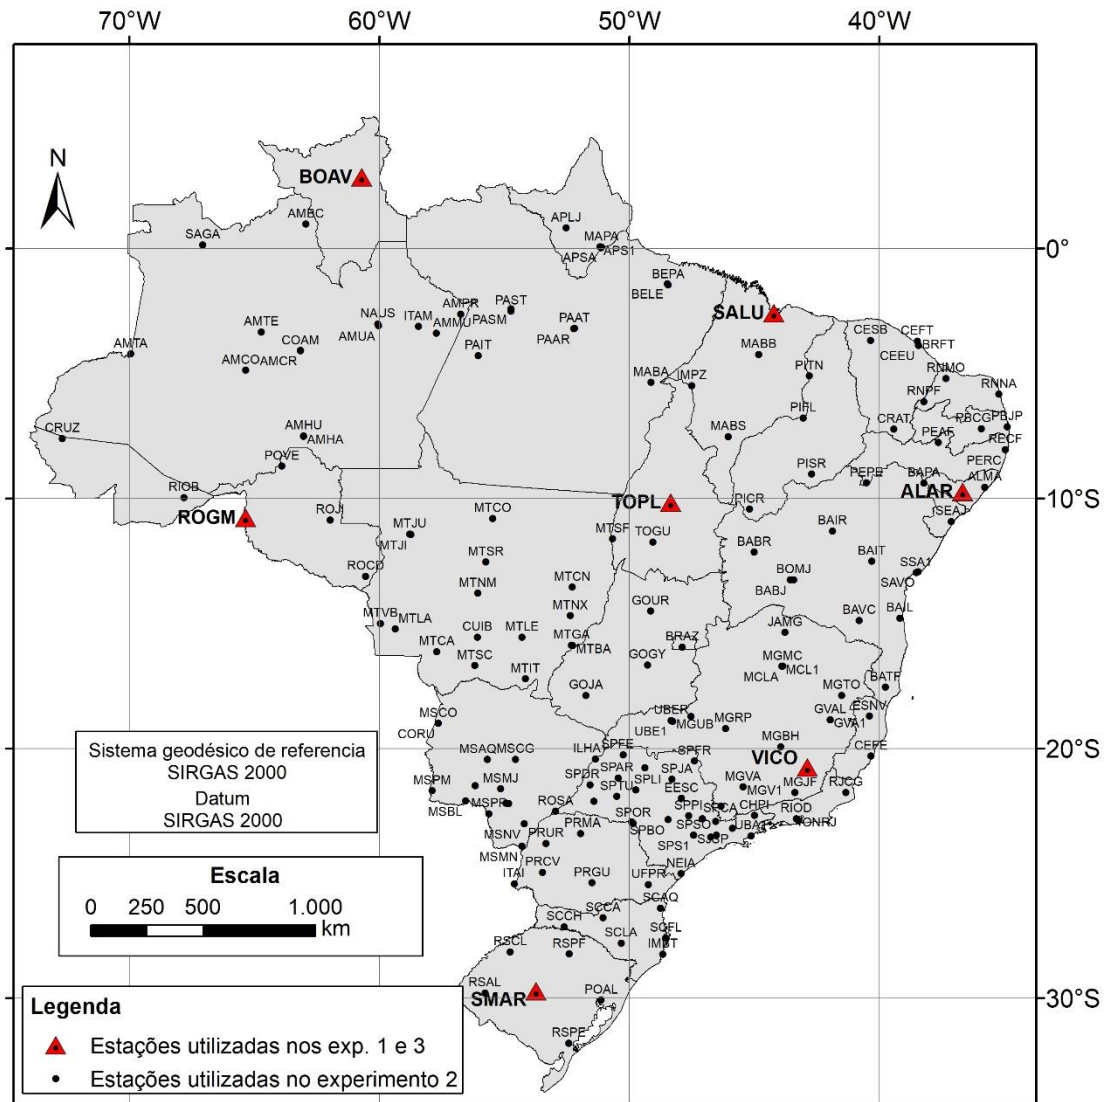 70°W 60°W 50°W 40°W
N
BOAV
AMBC
SAGA
APLJ
MAPA
APSA APS1
0°
BEPA
BELE
SALU
NAUS ITAM AMPR PAST
AMUA AMMU PASM PAAT
PAAR
AMTE
COAM
PAIT
AMTA
AMCO AMCR
MABB
CESB CEFT
CEEU BRFT
PITN
RNMO
MABA IMPZ
RNPF RNNA
PIFL
CRAT PBCG PBJP
CRUZ
AMHU
AMHA
MABS
PEAF RECF
POVE
PISR
PEPE BAPA PERC
RIOB
ALAR ALMA
10°S
ROGM
TOPL
PICR
SEAJ
ROJI
MTCO
MTJU
MTJI
MTSF TOGU
BAIR
BABR
MTSR
BAIT
ROCD
BOMJ
BABJ
SSA1
SAVO
MTNM
MTCN
GOUR
MTVB MTLA
MTNX
BAVC BAIL
CUIB MTLE
JAMG
MTCA
MTGA
MTBA
BRAZ
MTSC
GOGY
MGMC
MCLA MCL1
MTIT
GOJA
MGTO BATF
MSCO
CORU
UBER
UBE1 MGUB
MGRP
GVAL ESNV
GVA1
MGBH
20°S
VICO
CEFE
Sistema geodésico de referencia
SIRGAS 2000
Datum
SIRGAS 2000
MSAQ MSCG
ILHA SPFE
SPFR
MSPM
MSMJ
SPAR
SPDR SPTU SPLI SPJA
EESC
MGVA
MGV1
MGJF
RJCG
MSBL
ROSA
SPOR
SPPI
CHPI
RIOD
ONRJ
PRUR PRMA
SPBO SPSO
UBA1
MSNV
SPS1
MSMN
PRCV
NEIA
ITAI
PRGU
UFPR
SCAQ
SCCA
SCCH
SCLA
SCFL
IMBT
RSCL
RSPF
RSAL
SMAR
POAL
30°S
RSPE
Escala
0 250 500 1.000
km
Legenda
Estações utilizadas nos exp. 1 e 3
Estações utilizadas no experimento 2